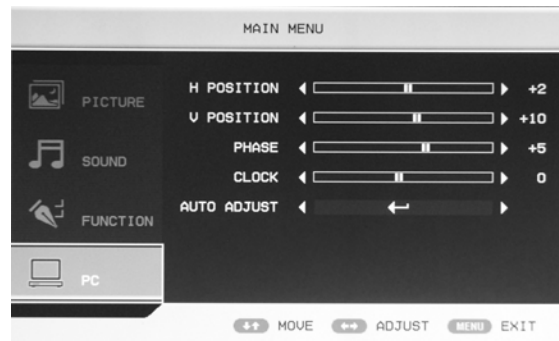 MAIN MENU
PICTURE
SOUND
FUNCTION
PC
H POSITION +2
V POSITION +10
PHASE +5
CLOCK 0
AUTO ADJUST
MOVE ADJUST MENU EXIT